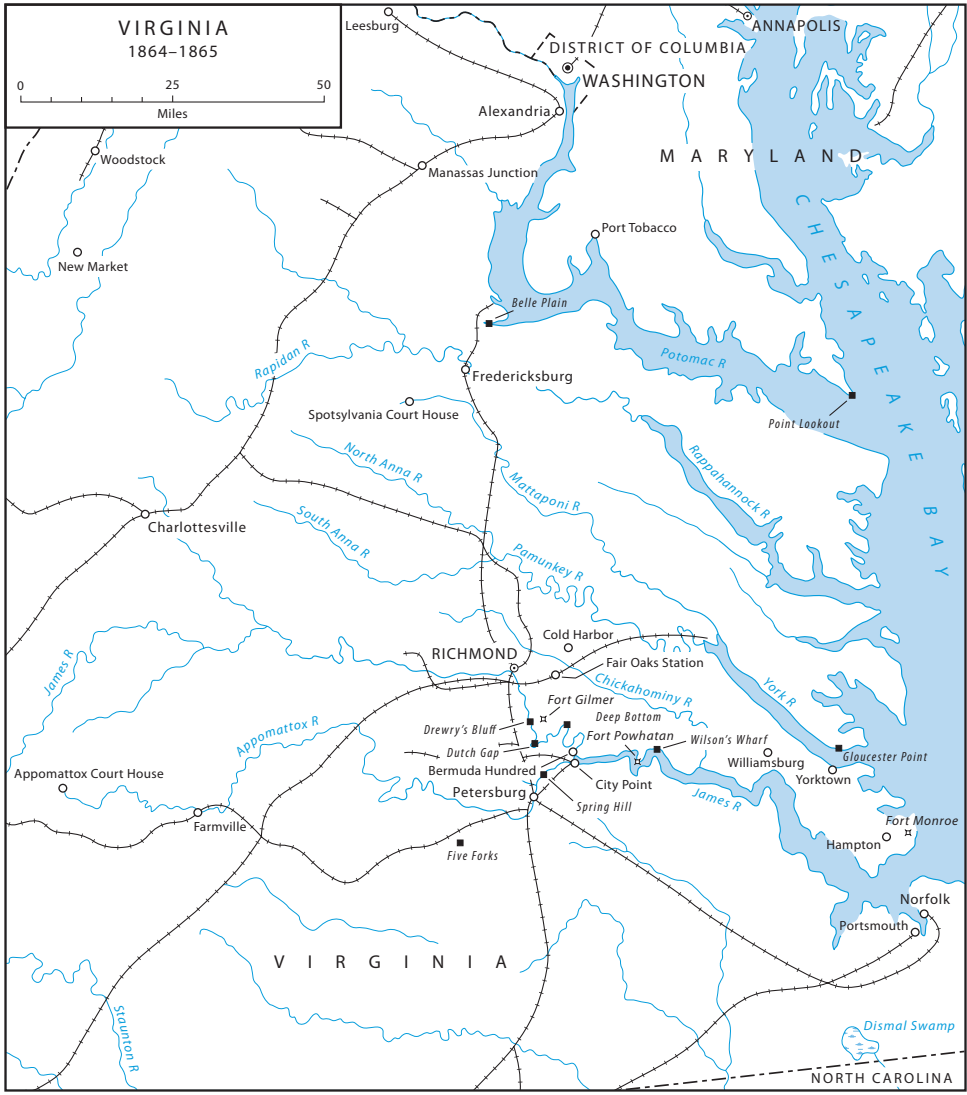 VIRGINIA
1864–1865
0 25 50
Miles
Leesburg
ANNAPOLIS
DISTRICT OF COLUMBIA
WASHINGTON
Alexandria
Woodstock
Manassas Junction
MARYLAND
New Market
Port Tobacco
CHESAPEAKE BAY
Belle Plain
Rapidan R
Potomac R
Fredericksburg
Spotsylvania Court House
Point Lookout
North Anna R
Mattaponi R
Rappahannock R
South Anna R
Charlottesville
Pamunkey R
Cold Harbor
RICHMOND
Fair Oaks Station
James R
Chickahominy R
York R
Fort Gilmer
Deep Bottom
Appomattox R
Drewry's Bluff
Fort Powhatan
Wilson's Wharf
Dutch Gap
Gloucester Point
Williamsburg
Bermuda Hundred
Appomattox Court House
City Point
Yorktown
Petersburg
Spring Hill
James R
Farmville
Fort Monroe
Hampton
Five Forks
Norfolk
Portsmouth
VIRGINIA
Staunton R
Dismal Swamp
NORTH CAROLINA